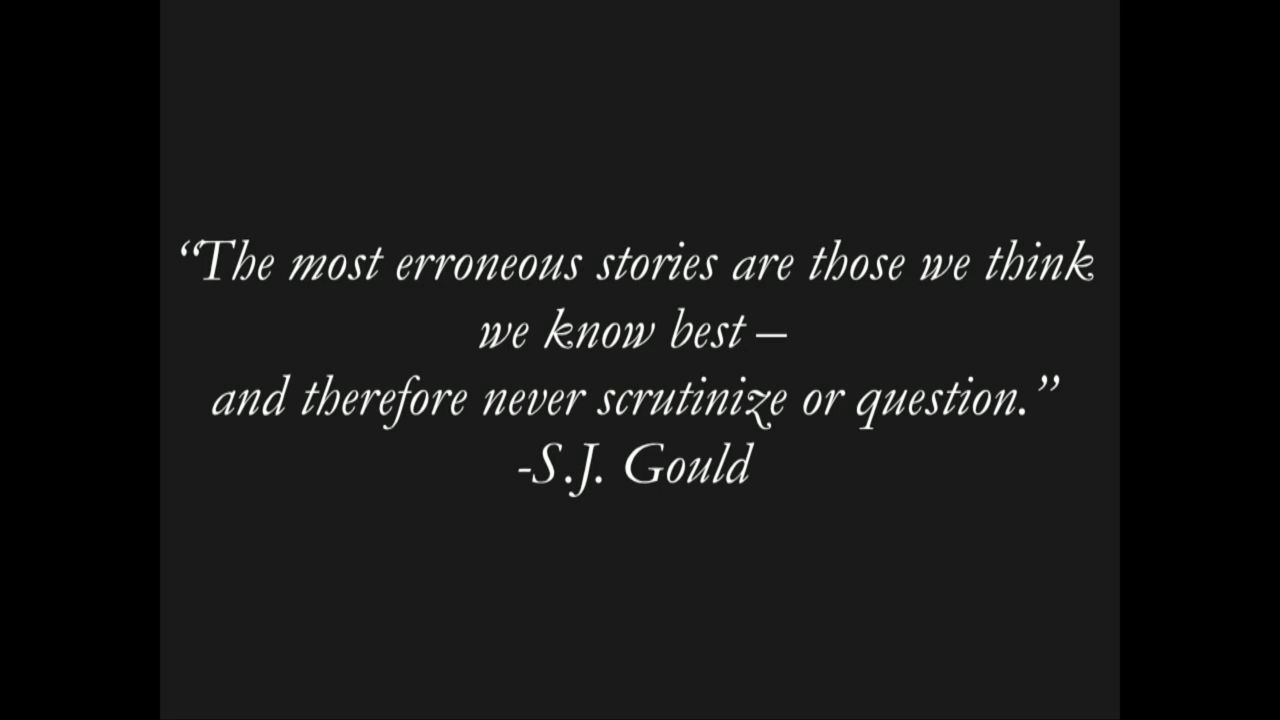 “The most erroneous stories are those we think
we know best –
and therefore never scrutinize or question.”
-S.J. Gould